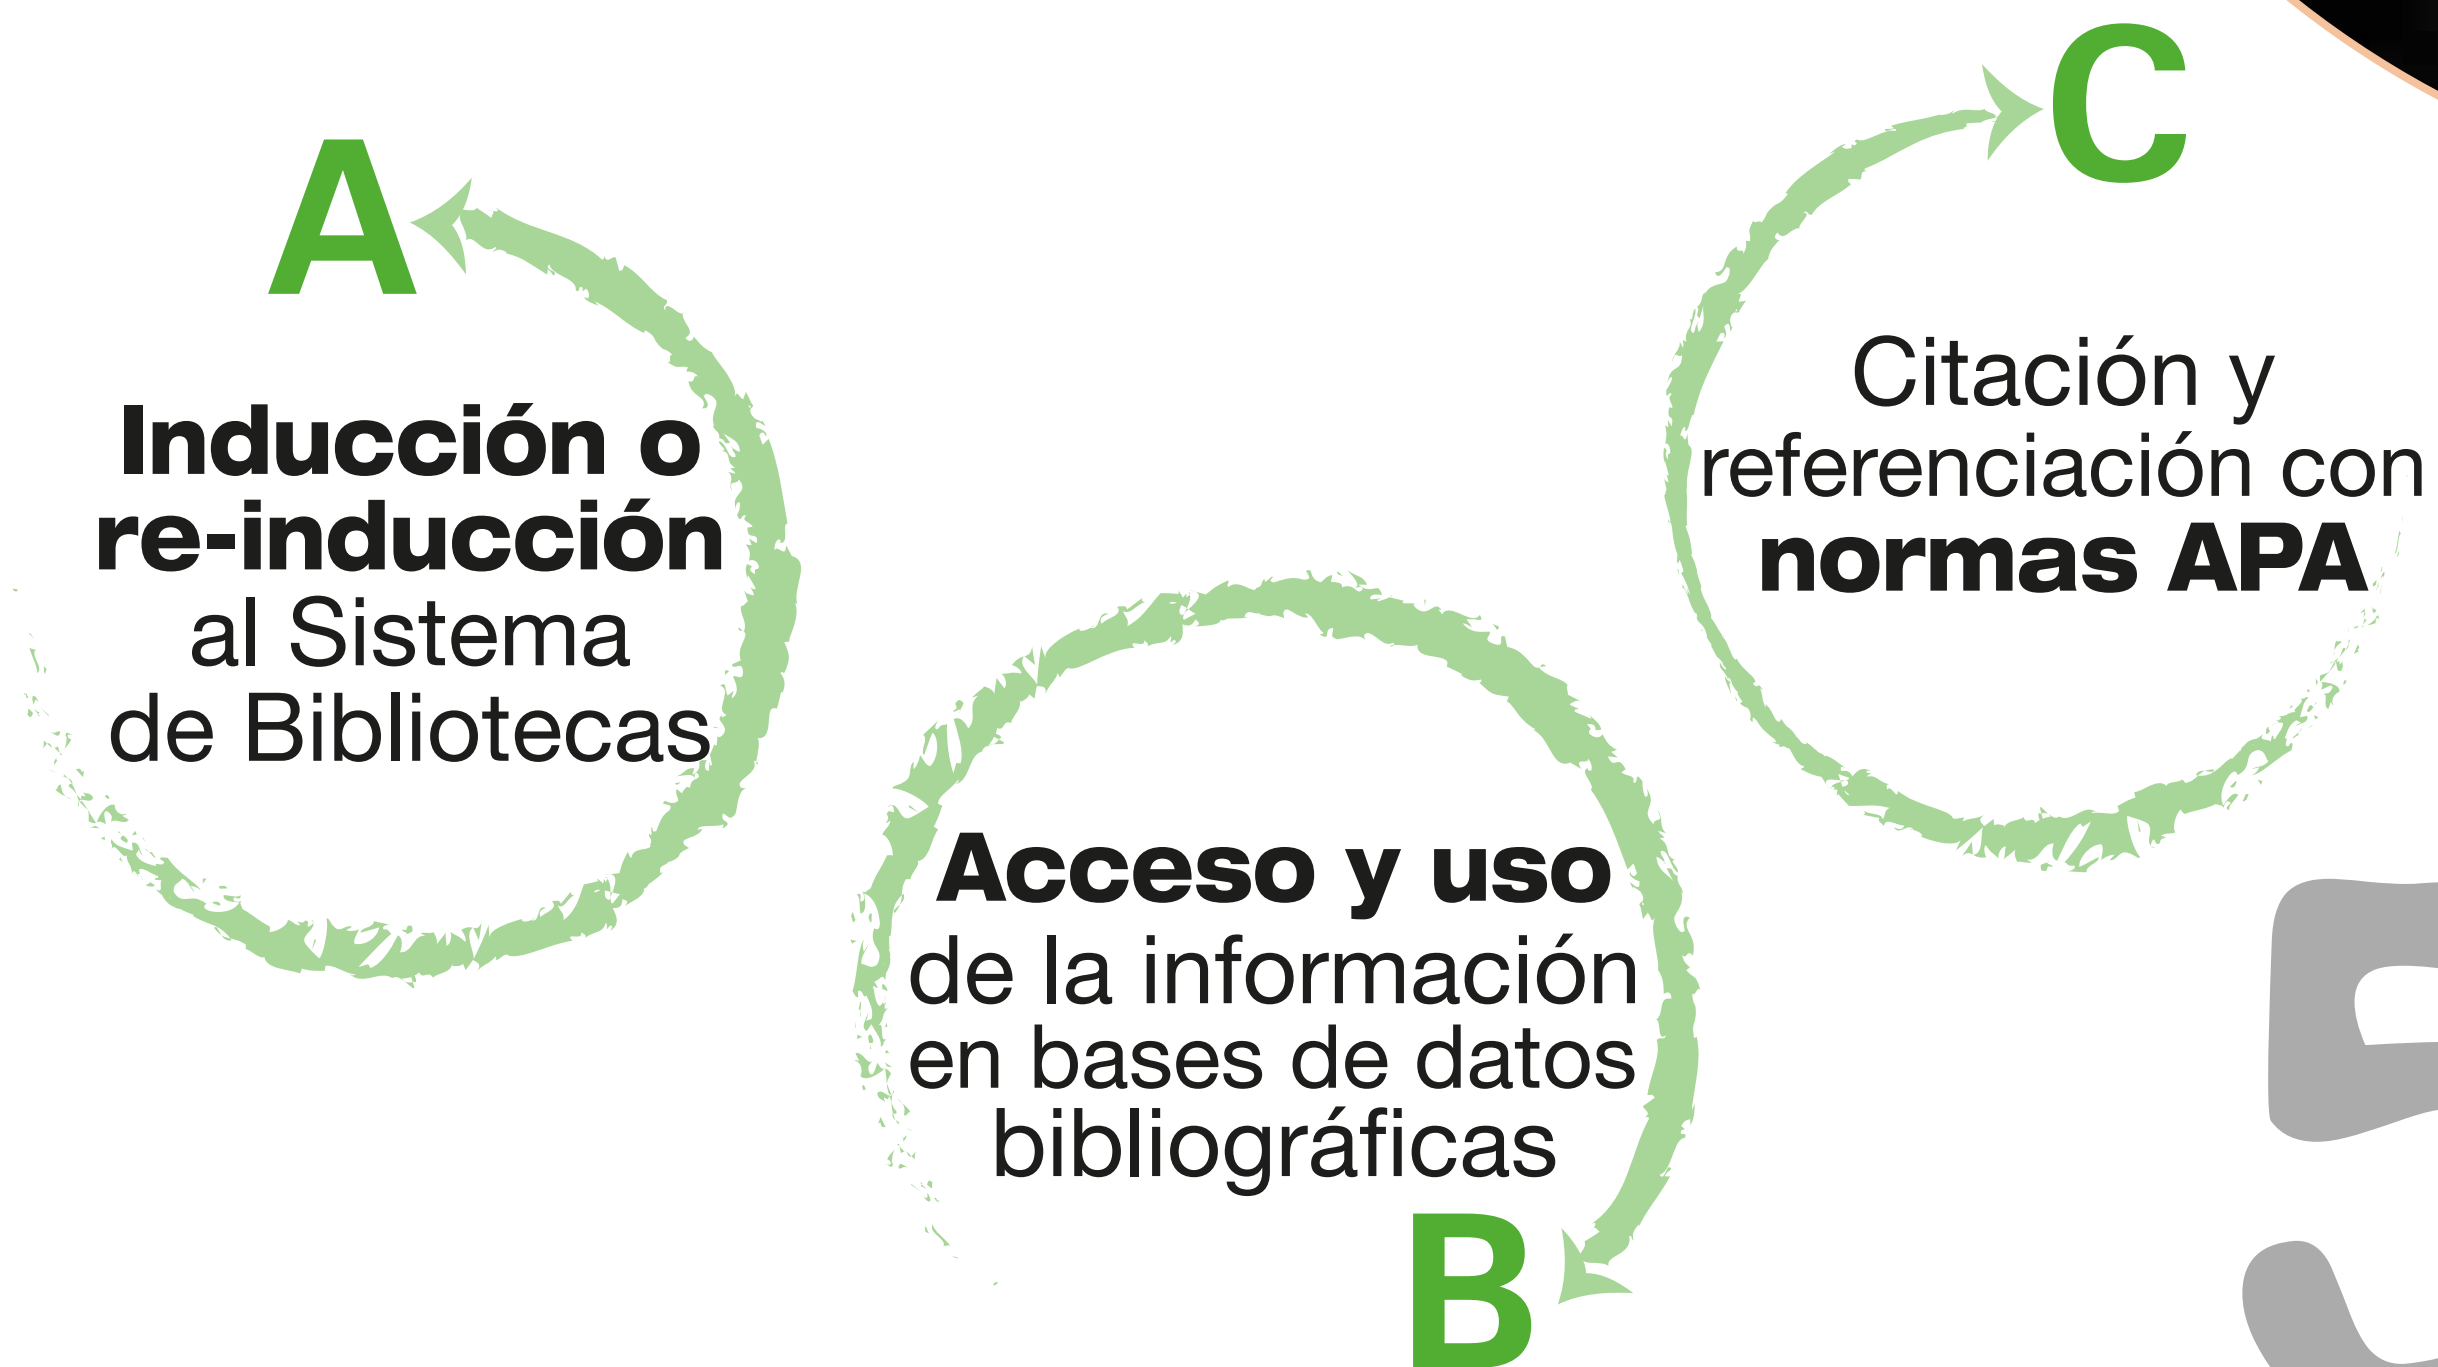 A
Inducción o
re-inducción
al Sistema
de Bibliotecas
Acceso y uso
de la información
en bases de datos
bibliográficas
B
C
Citación y
referenciación con
normas APA